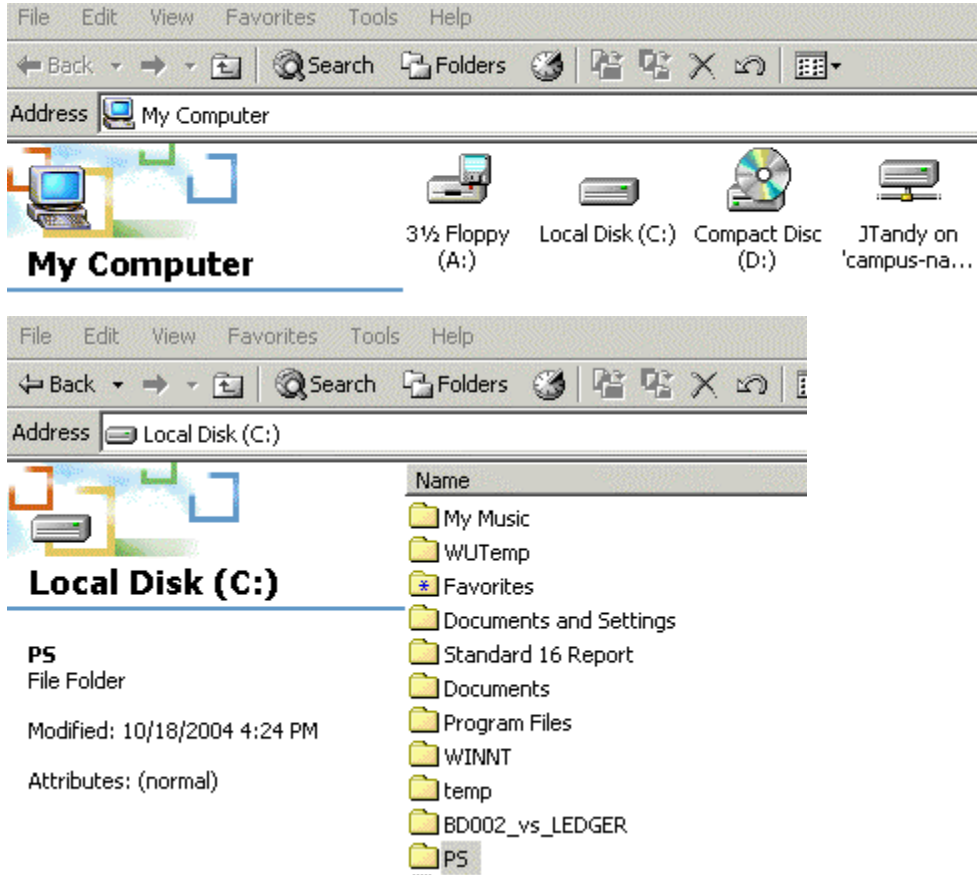 File Edit View Favorites Tools Help
Back Search Folders
Address My Computer
3½ Floppy (A:) Local Disk (C:) Compact Disc (D:) JTandy on 'campus-na...
My Computer
File Edit View Favorites Tools Help
Back Search Folders
Address Local Disk (C:)
Name
My Music
WUTemp
Favorites
Documents and Settings
Standard 16 Report
Documents
Program Files
WINNT
temp
BD002_vs_LEDGER
PS
Local Disk (C:)
PS
File Folder
Modified: 10/18/2004 4:24 PM
Attributes: (normal)